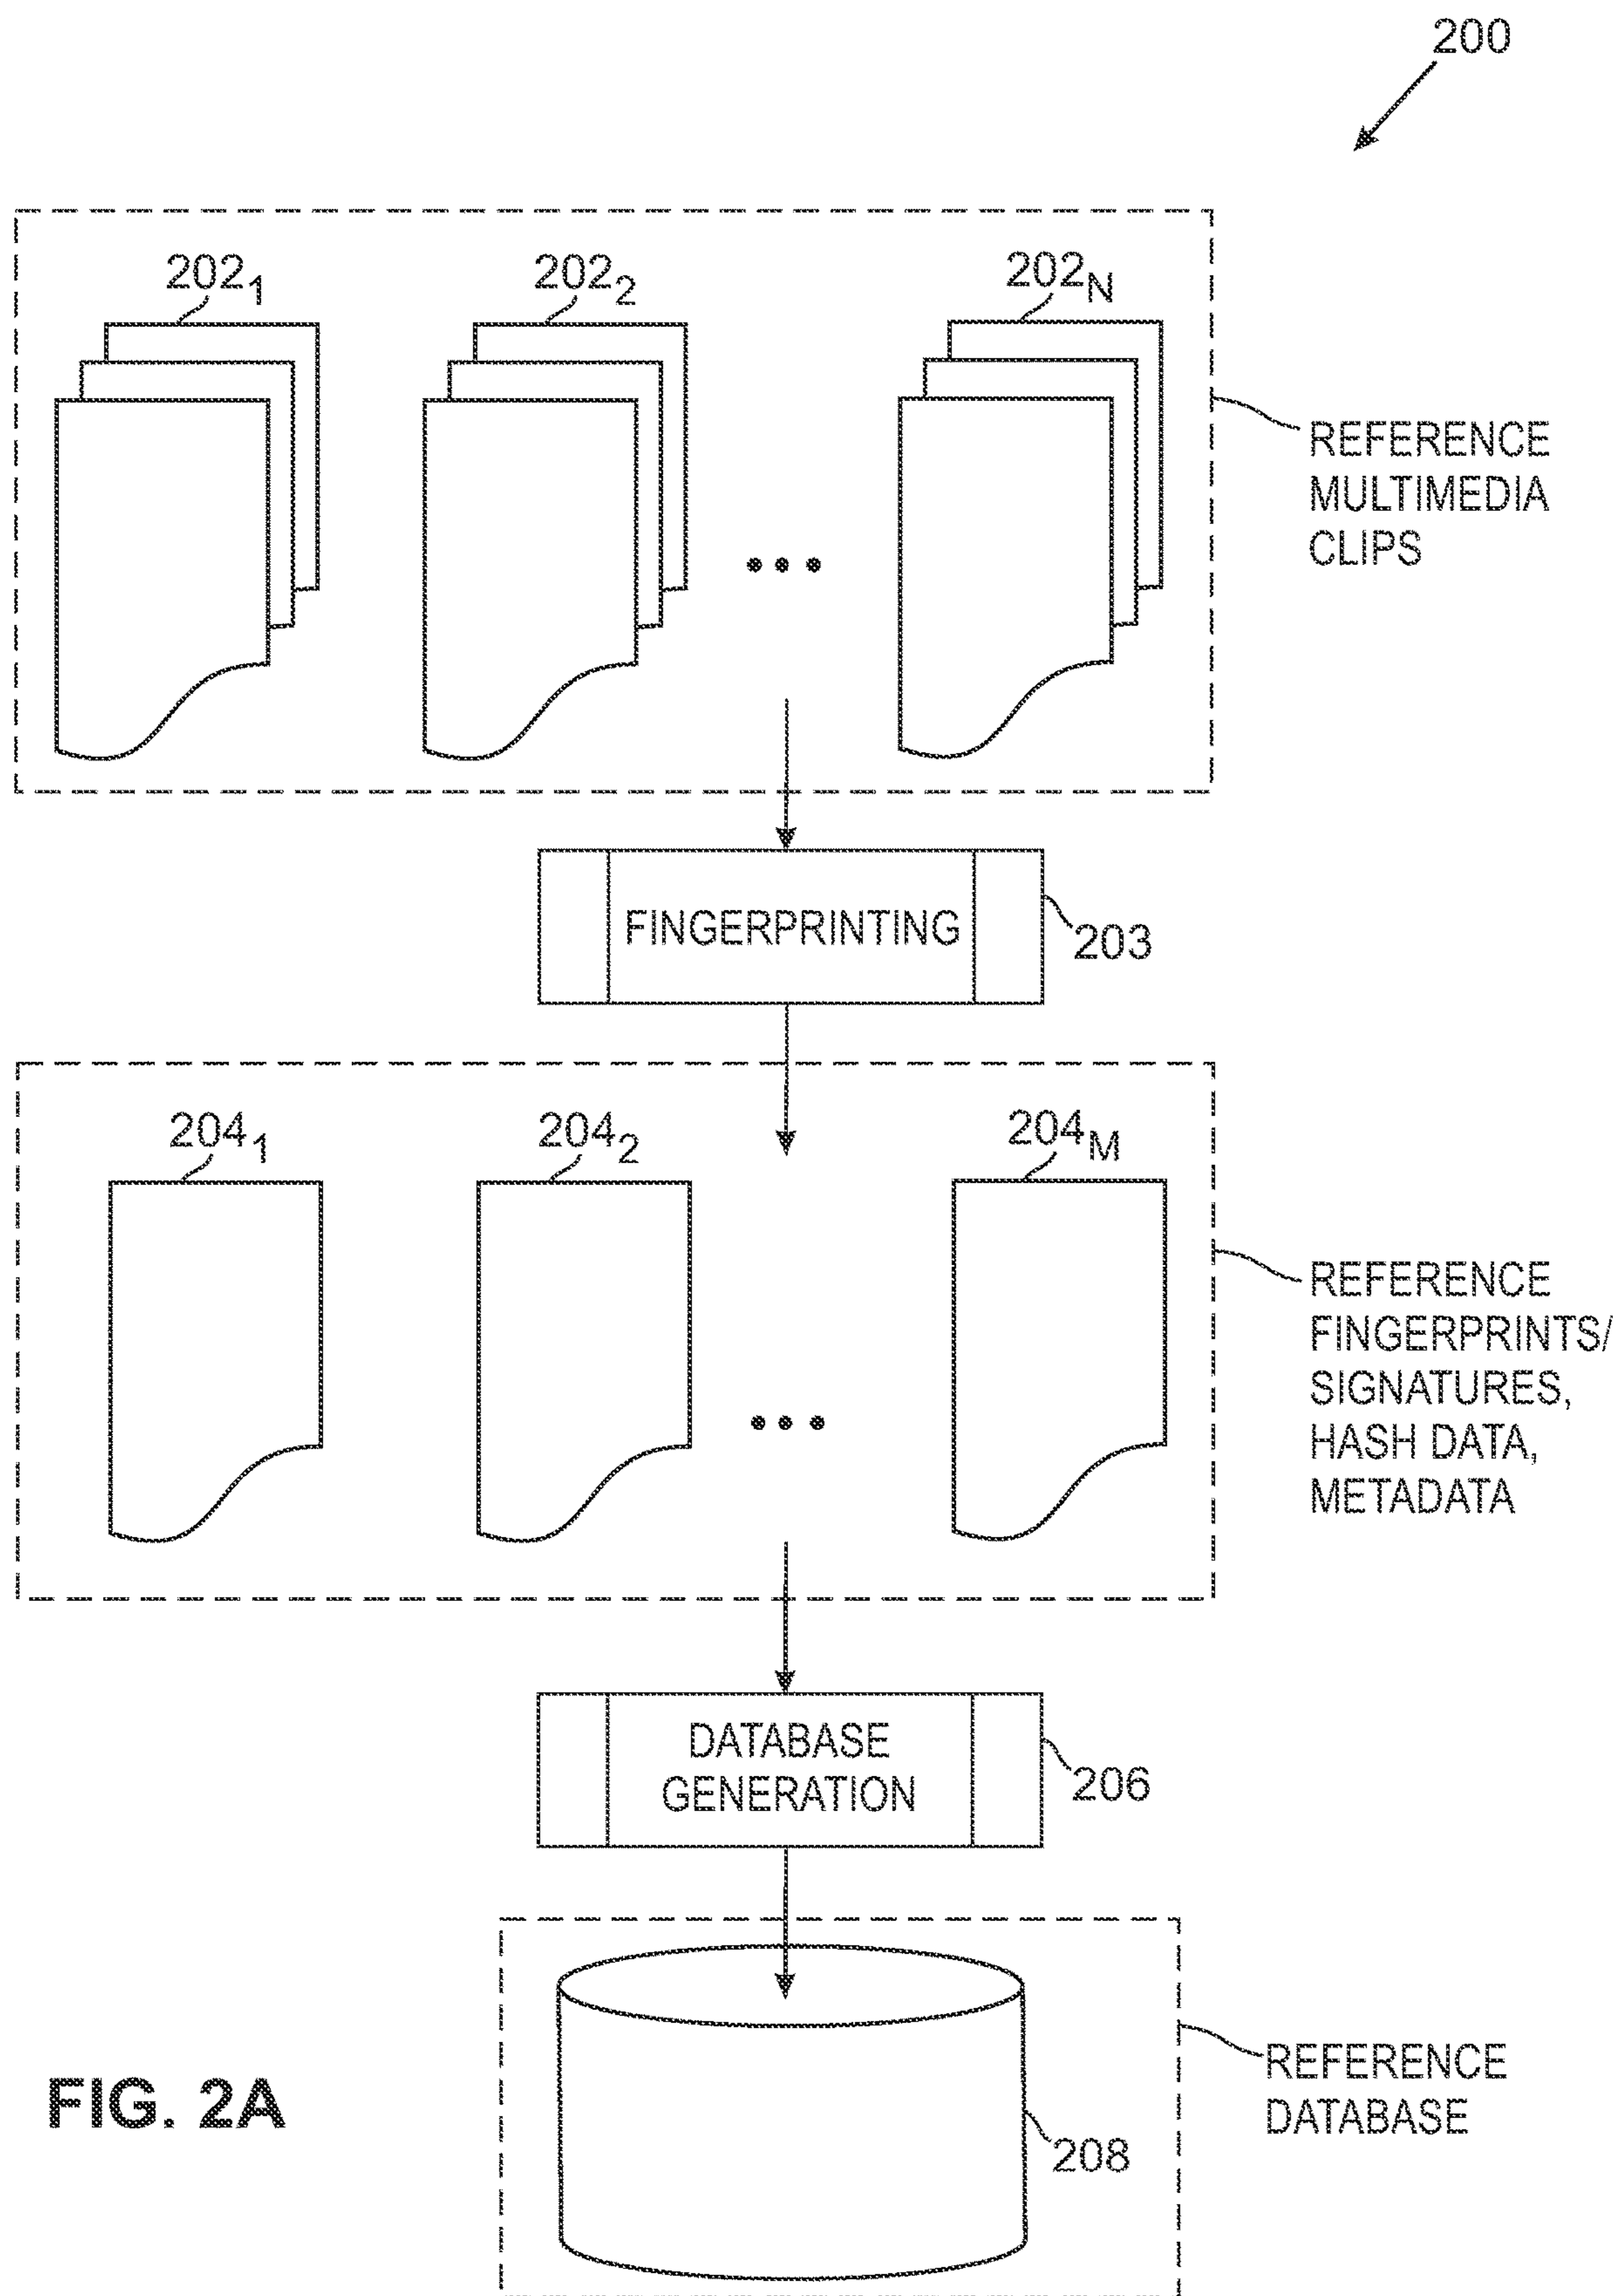 200
202₁ 202₂ 202N
REFERENCE
MULTIMEDIA
CLIPS
FINGERPRINTING
203
204₁ 204₂ 204M
REFERENCE
FINGERPRINTS/
SIGNATURES,
HASH DATA,
METADATA
DATABASE
GENERATION
206
REFERENCE
DATABASE
208
FIG. 2A